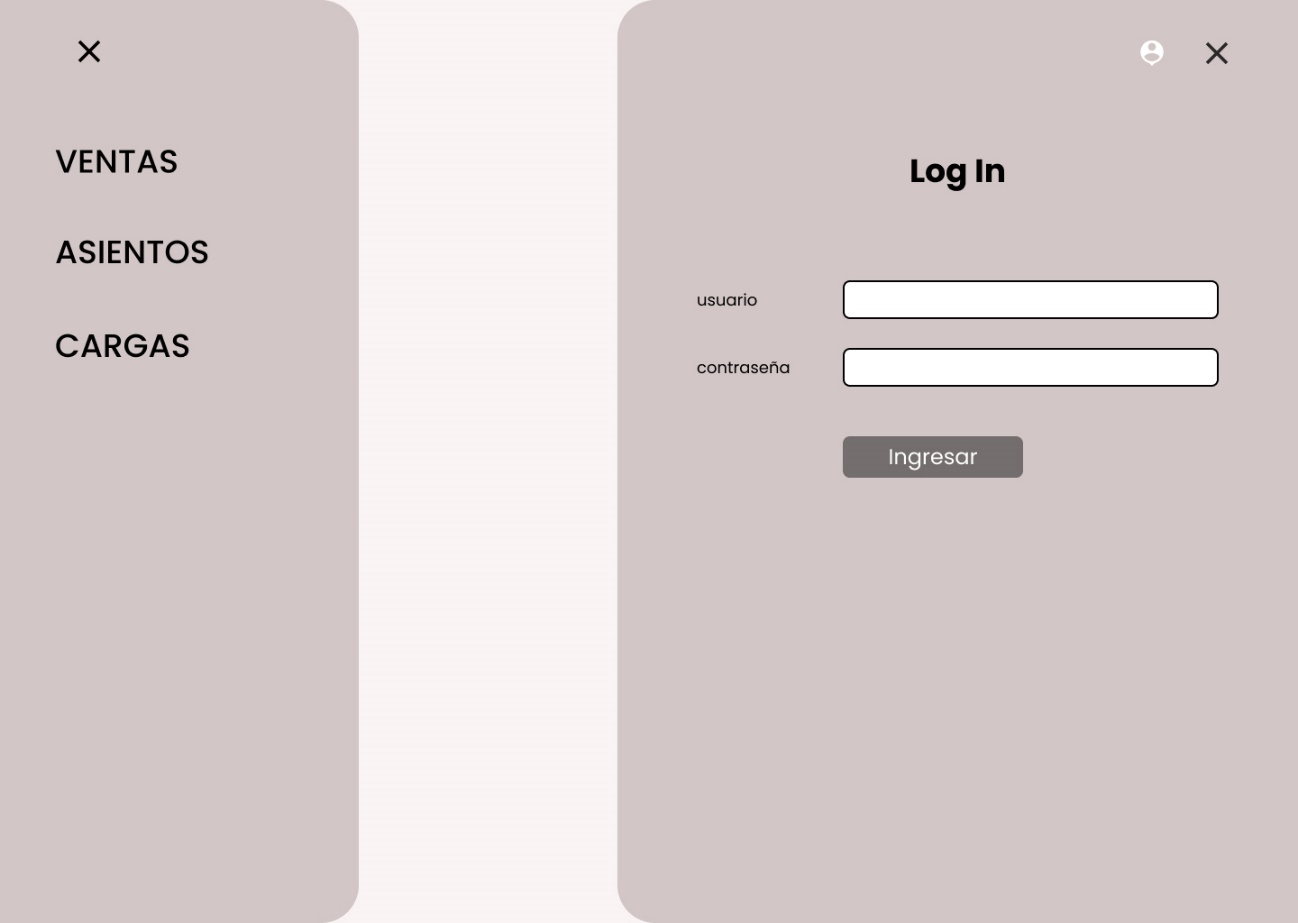 VENTAS
ASIENTOS
CARGAS
Log In
usuario
contraseña
Ingresar